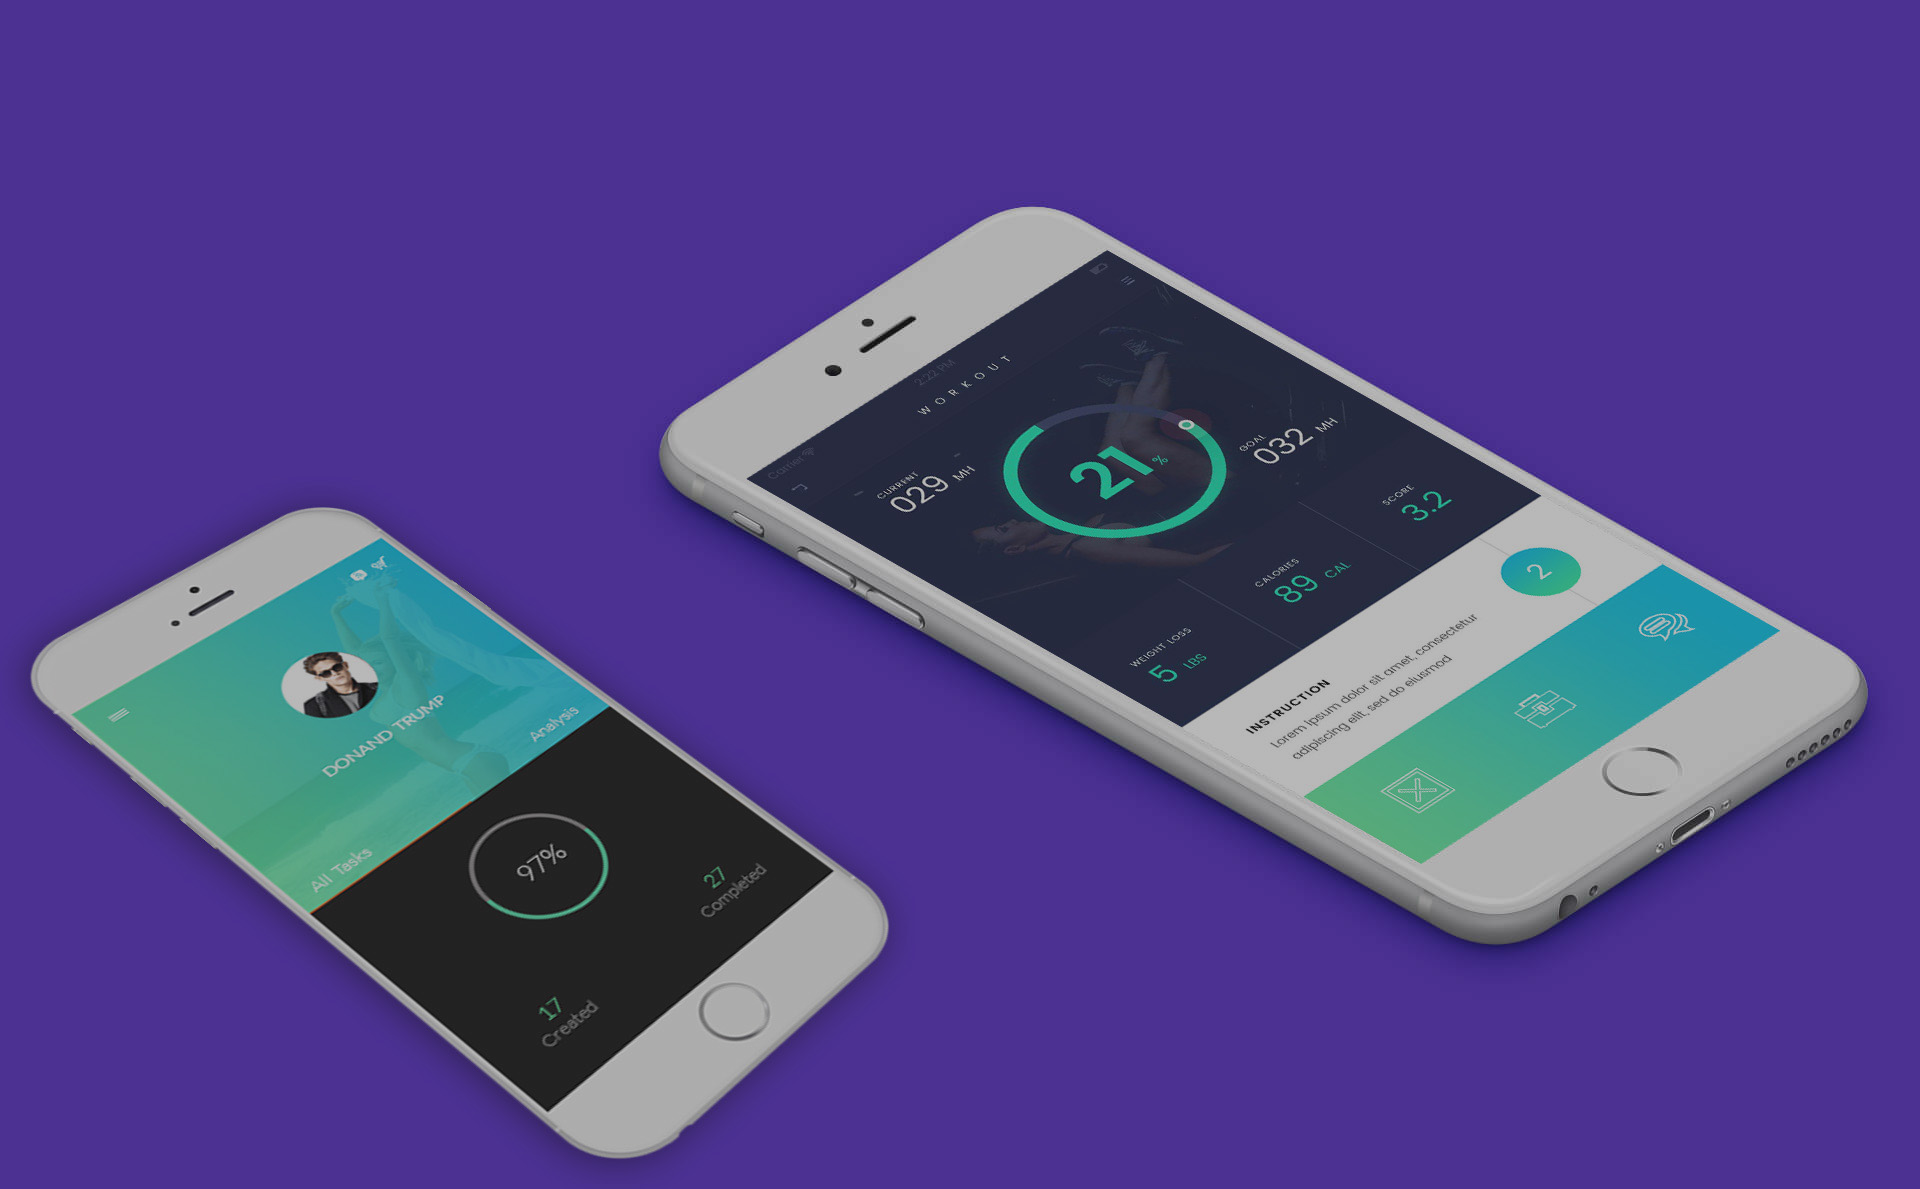 DONAND TRUMP
All Tasks
Analysis
97%
17
Created
27
Completed
Carrier
2:22 PM
WORKOUT
CURRENT
029 MH
21 %
GOAL
032 MH
WEIGHT LOSS
5 LBS
CALORIES
89 CAL
SCORE
3.2
2
INSTRUCTION
Lorem ipsum dolor sit amet, consectetur
adipiscing elit, sed do eiusmod